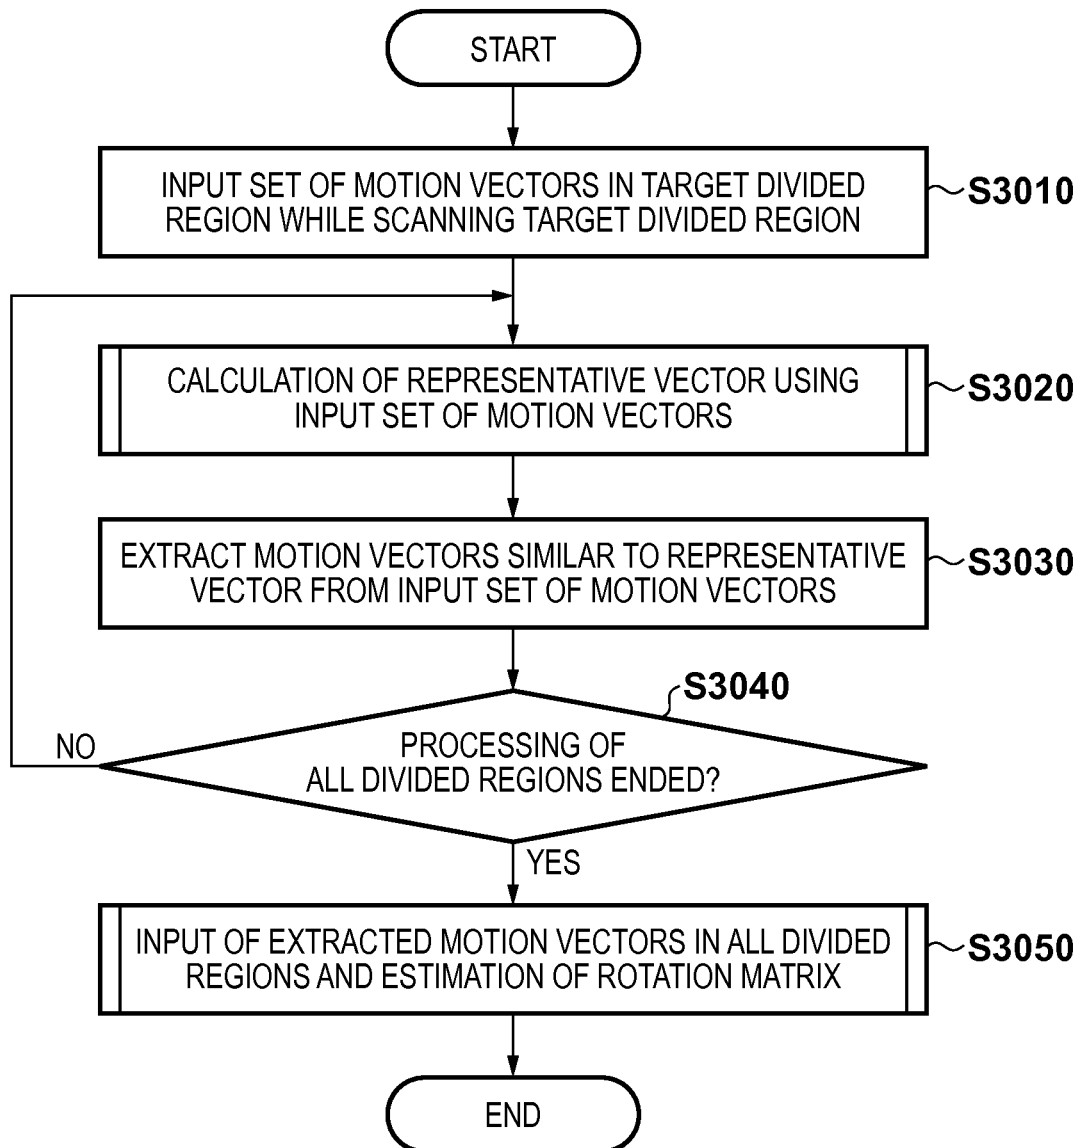 START
INPUT SET OF MOTION VECTORS IN TARGET DIVIDED
REGION WHILE SCANNING TARGET DIVIDED REGION
S3010
CALCULATION OF REPRESENTATIVE VECTOR USING
INPUT SET OF MOTION VECTORS
S3020
EXTRACT MOTION VECTORS SIMILAR TO REPRESENTATIVE
VECTOR FROM INPUT SET OF MOTION VECTORS
S3030
S3040
PROCESSING OF
ALL DIVIDED REGIONS ENDED?
NO
YES
INPUT OF EXTRACTED MOTION VECTORS IN ALL DIVIDED
REGIONS AND ESTIMATION OF ROTATION MATRIX
S3050
END